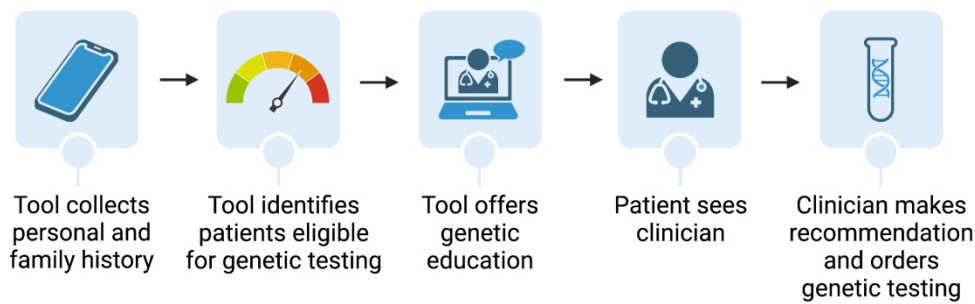 Tool collects
personal and
family history
Tool identifies
patients eligible
for genetic testing
Tool offers
genetic
education
Patient sees
clinician
Clinician makes
recommendation
and orders
genetic testing